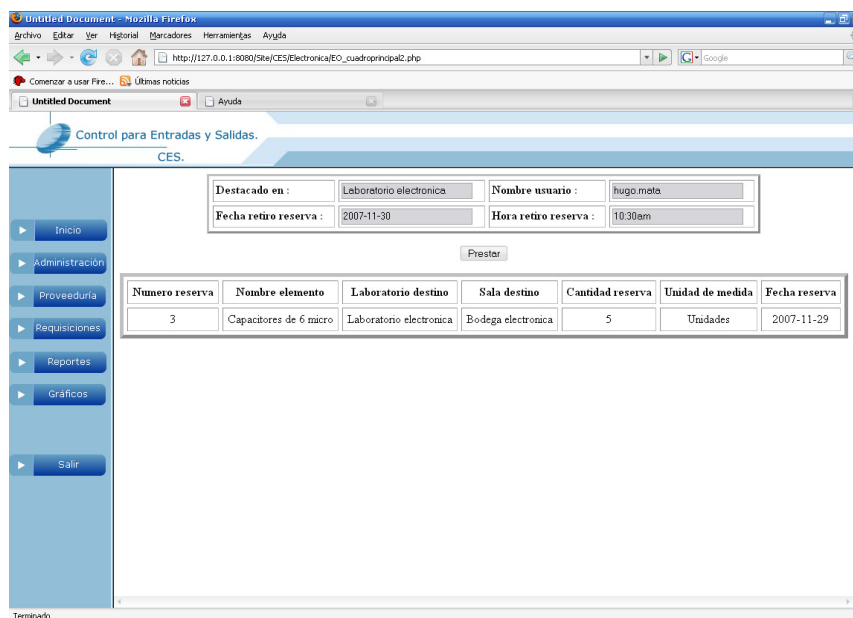 Untitled Document - Mozilla Firefox
Archivo Editar Ver Historial Marcadores Herramientas Ayuda
http://127.0.0.1:8080/Site/CES/Electronica/EO_cuadroprincipal2.php
G Google
Comenzar a usar Fire... Últimas noticias
Untitled Document Ayuda
Control para Entradas y Salidas.
CES.
Destacado en : Laboratorio electronica Nombre usuario : hugo.mata
Fecha retiro reserva : 2007-11-30 Hora retiro reserva : 10:30am
Prestar
Inicio
Administración
Proveeduría
Requisiciones
Reportes
Gráficos
Salir
Numero reserva Nombre elemento Laboratorio destino Sala destino Cantidad reserva Unidad de medida Fecha reserva
3 Capacitores de 6 micro Laboratorio electronica Bodega electronica 5 Unidades 2007-11-29
Terminado